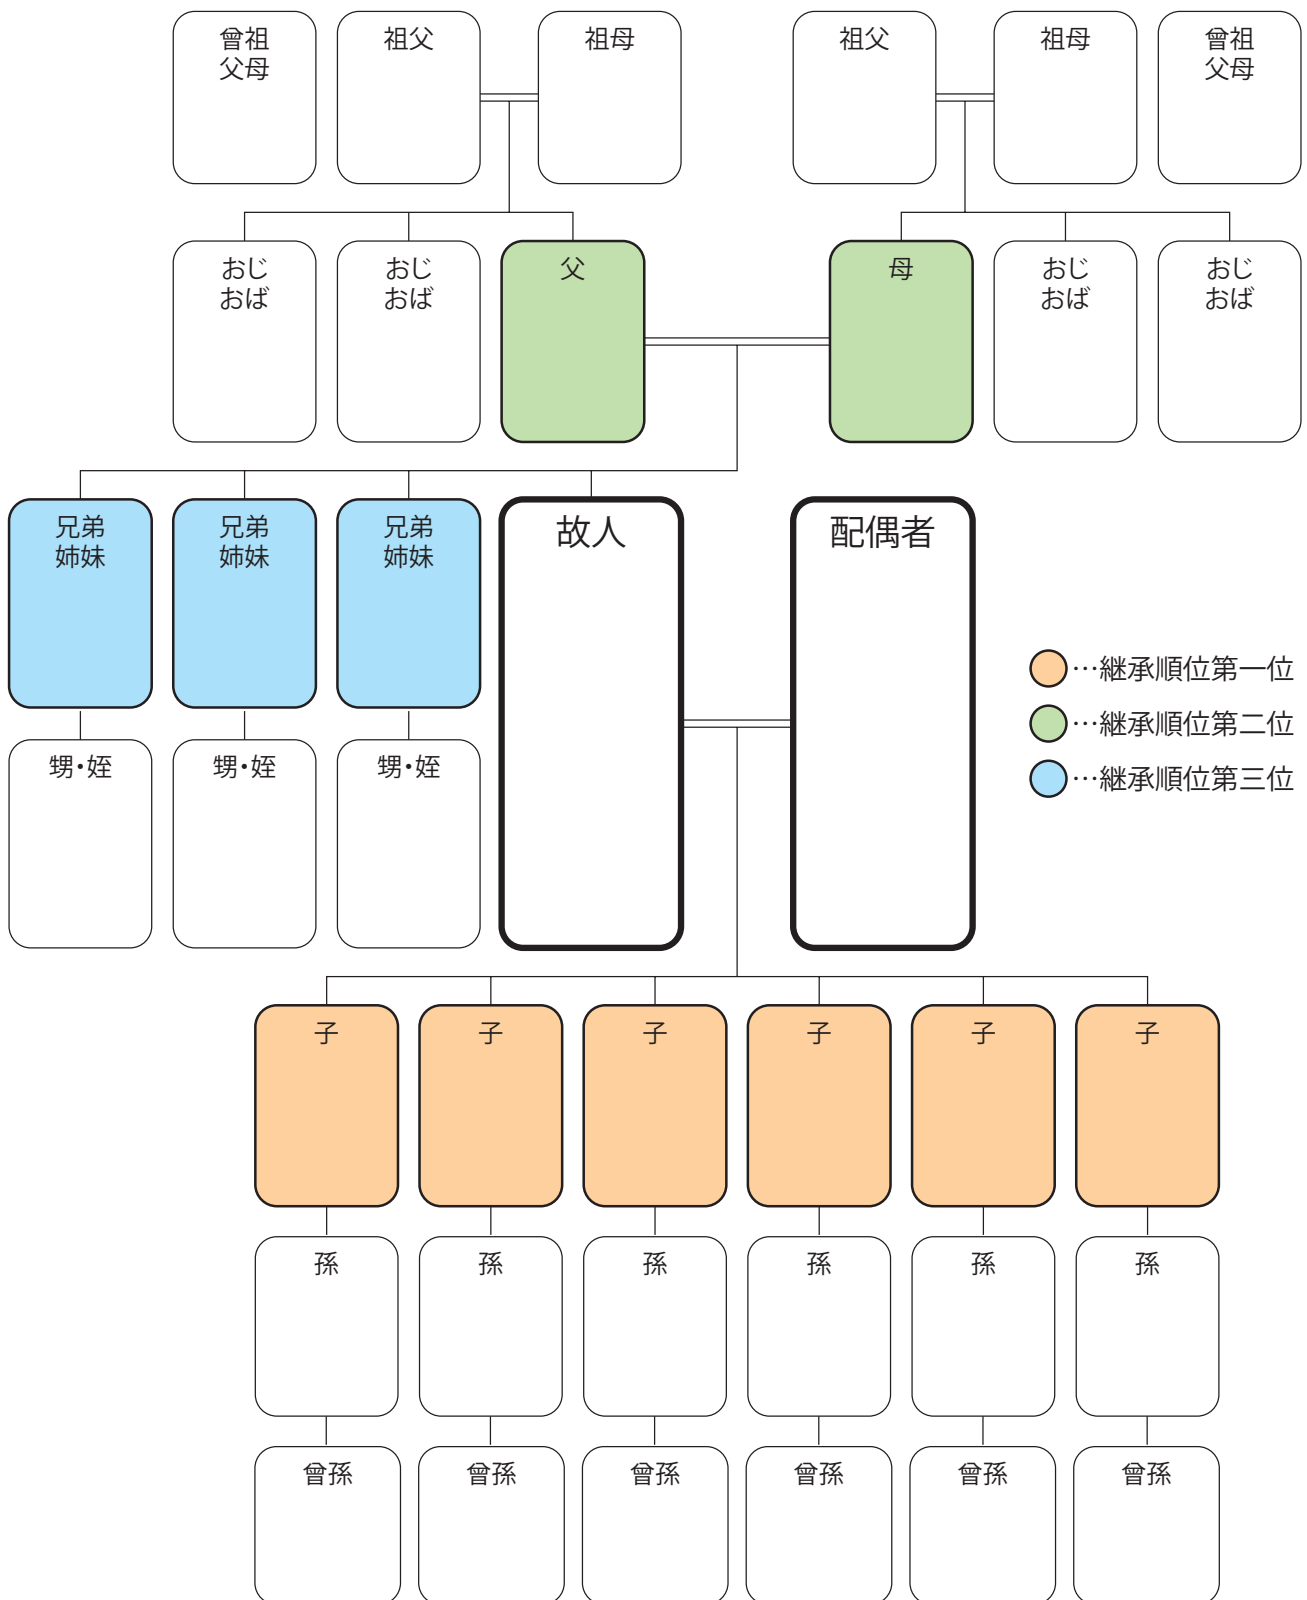 曾祖
父母
祖父
祖母
祖父
祖母
曾祖
父母
おじ
おば
おじ
おば
父
母
おじ
おば
おじ
おば
兄弟
姉妹
兄弟
姉妹
兄弟
姉妹
故人
配偶者
…継承順位第一位
…継承順位第二位
…継承順位第三位
甥・姪
甥・姪
甥・姪
子
子
子
子
子
子
孫
孫
孫
孫
孫
孫
曾孫
曾孫
曾孫
曾孫
曾孫
曾孫